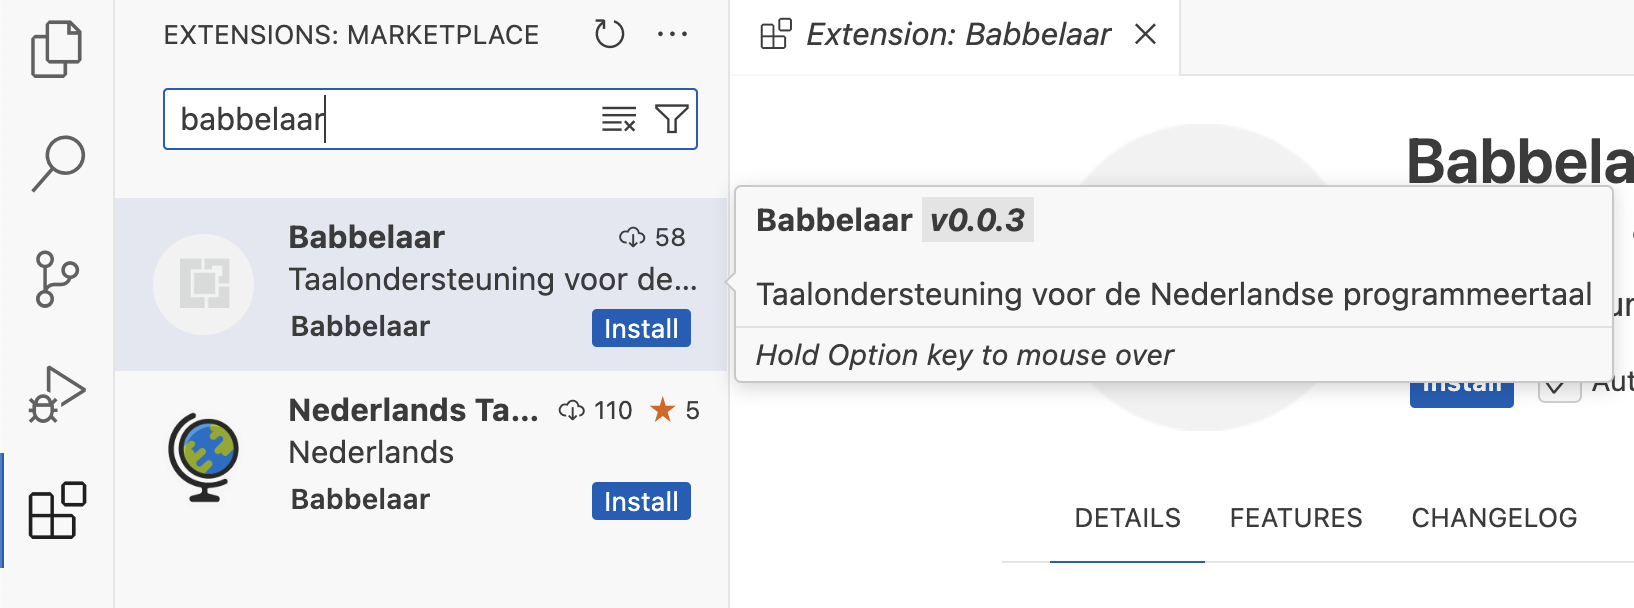 EXTENSIONS: MARKETPLACE
babbelaar
Babbelaar 58
Taalondersteuning voor de...
Babbelaar Install
Nederlands Ta... 110 5
Nederlands
Babbelaar Install
Extension: Babbelaar
Babbela
Babbelaar v0.0.3
Taalondersteuning voor de Nederlandse programmeertaal
Hold Option key to mouse over
Install Aut
DETAILS FEATURES CHANGELOG